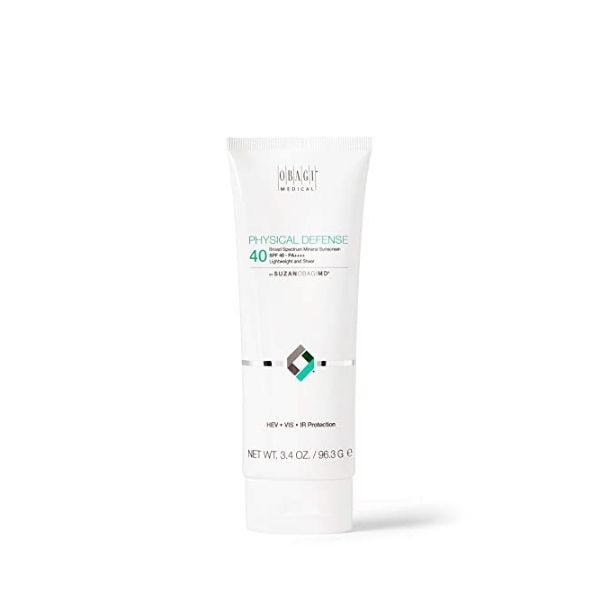 OBAGI
MEDICAL
PHYSICAL DEFENSE
40 Broad Spectrum Mineral Sunscreen
SPF 40 • PA++++
Lightweight and Sheer
BY SUZANOBAGIMD®
HEV • VIS • IR Protection
NET WT. 3.4 OZ. / 96.3 G ℮